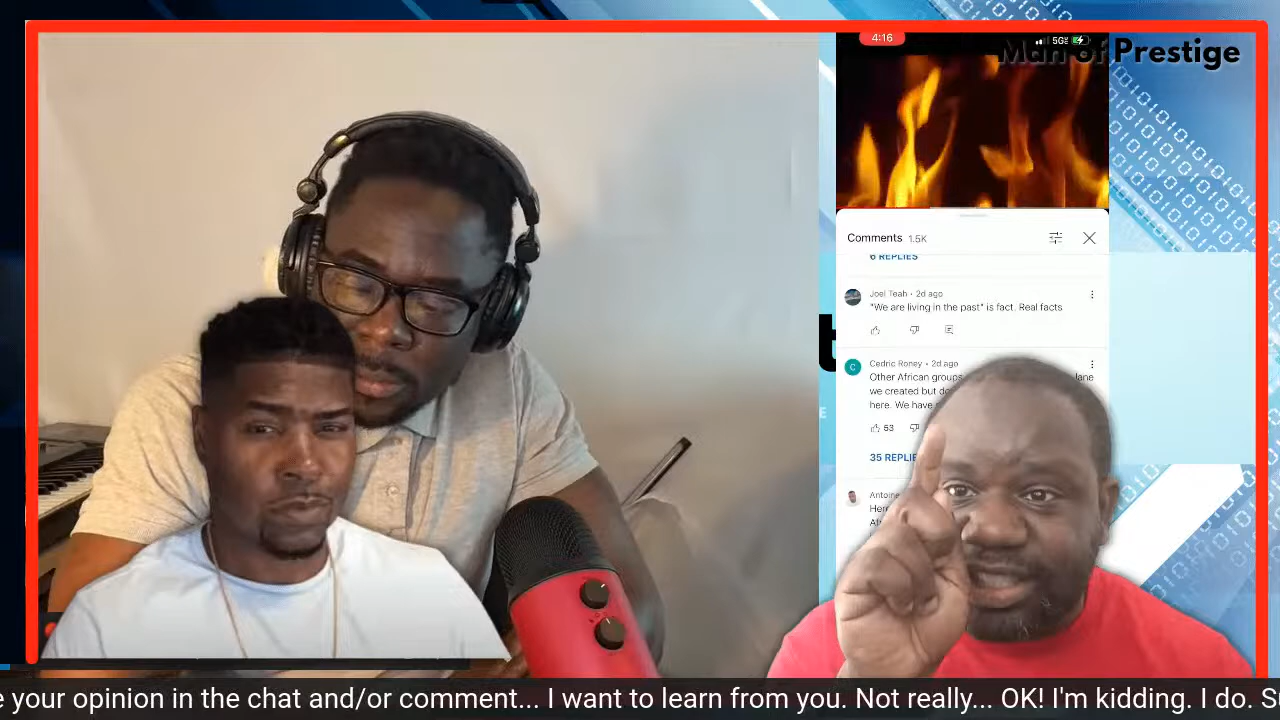 4:16
5G
Man of Prestige
Comments 1.5K
6 REPLIES
Joel Teah • 2d ago
"We are living in the past" is fact. Real facts
C
Cedric Roney • 2d ago
Other African groups lane
we created but
here. We have
53
35 REPLIE
Antoine
e your opinion in the chat and/or comment... I want to learn from you. Not really... OK! I'm kidding. I do. S